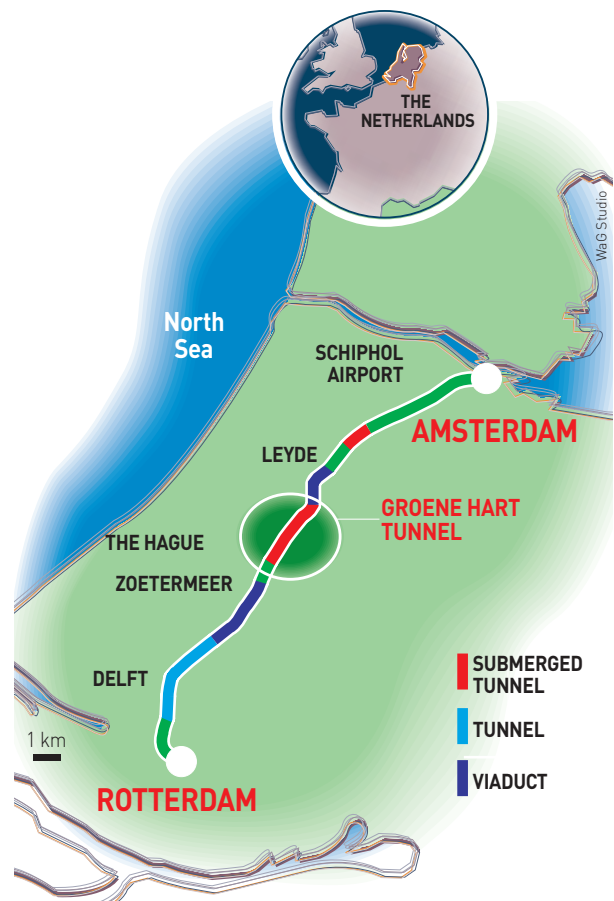 THE
NETHERLANDS
WaG Studio
North
Sea
SCHIPHOL
AIRPORT
AMSTERDAM
LEYDE
GROENE HART
TUNNEL
THE HAGUE
ZOETERMEER
DELFT
SUBMERGED
TUNNEL
TUNNEL
VIADUCT
1 km
ROTTERDAM